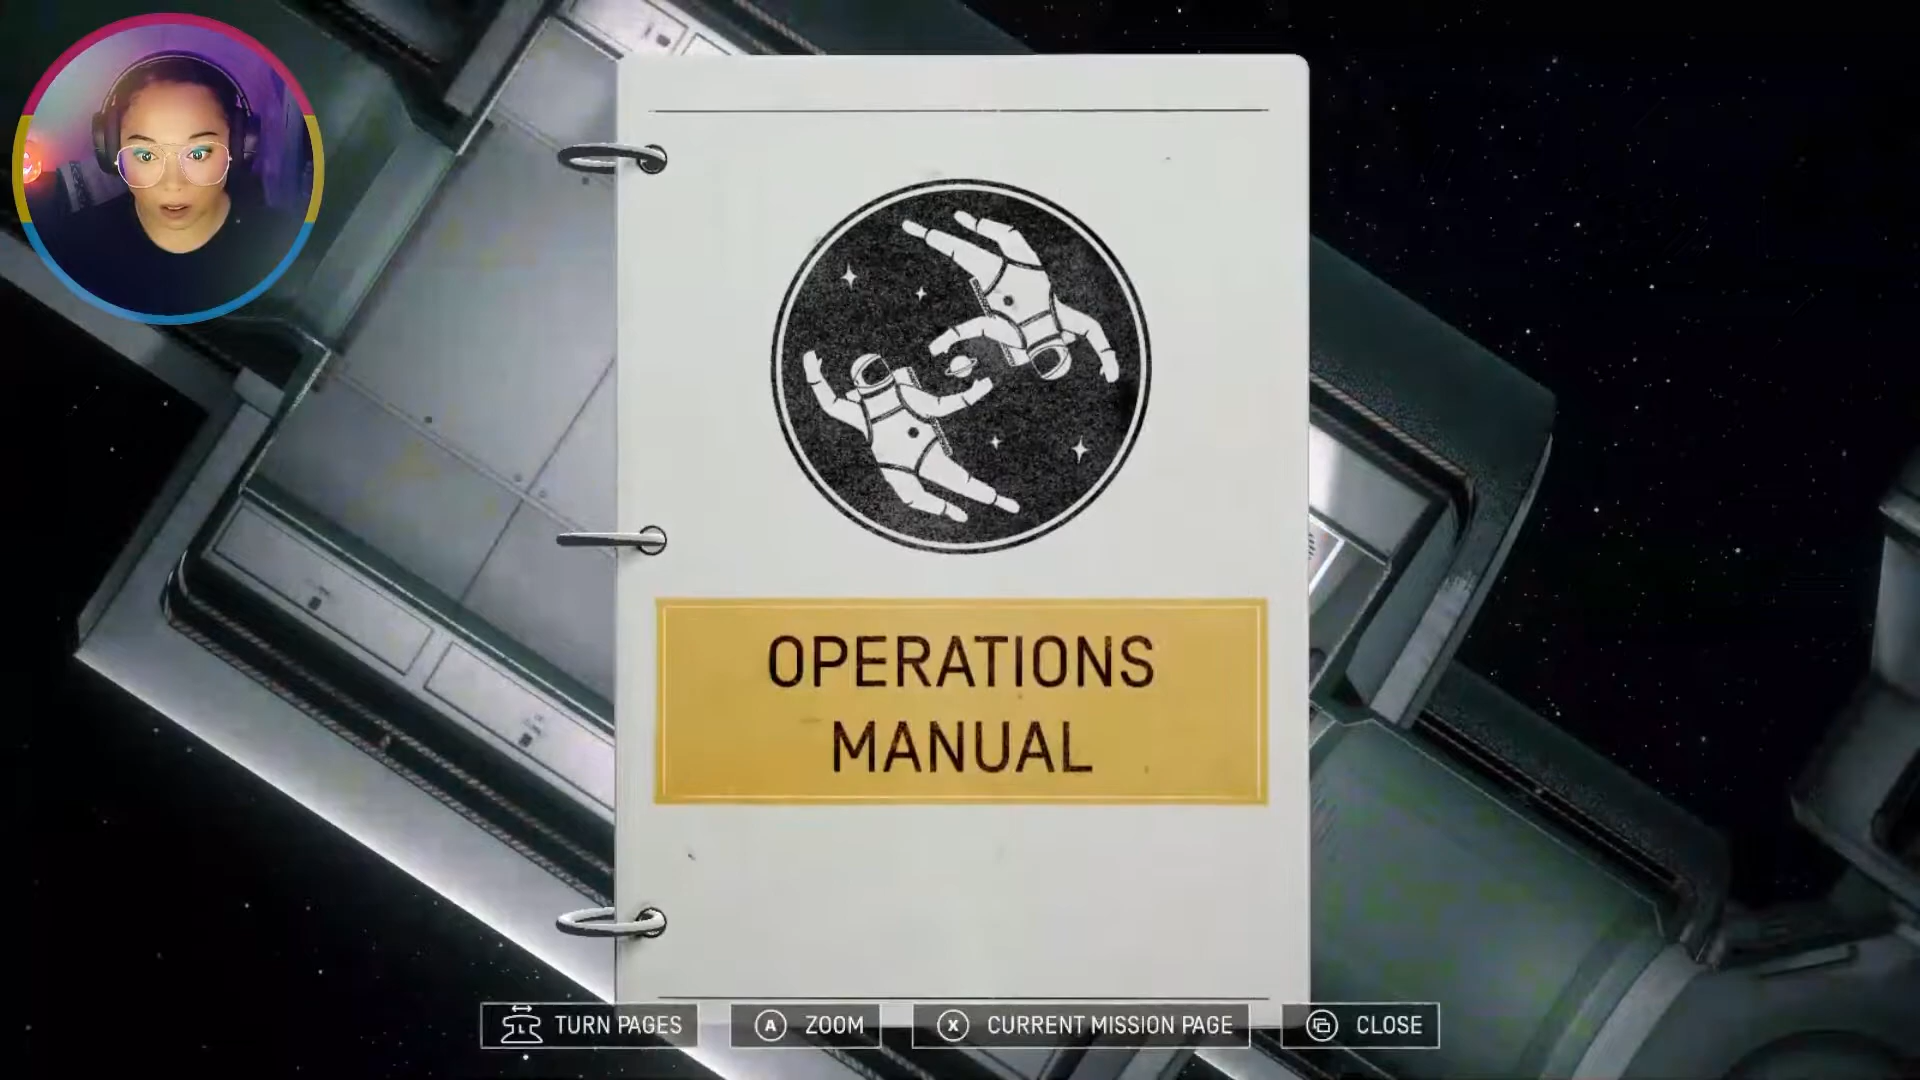 OPERATIONS
MANUAL
L TURN PAGES
A ZOOM
X CURRENT MISSION PAGE
CLOSE